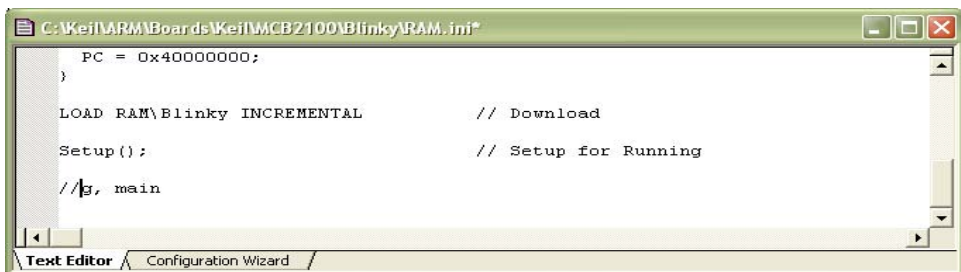 C:\Keil\ARM\Boards\Keil\MCB2100\Blinky\RAM.ini*
PC = 0x40000000;
}
LOAD RAM\Blinky INCREMENTAL // Download
Setup(); // Setup for Running
//g, main
Text Editor Configuration Wizard